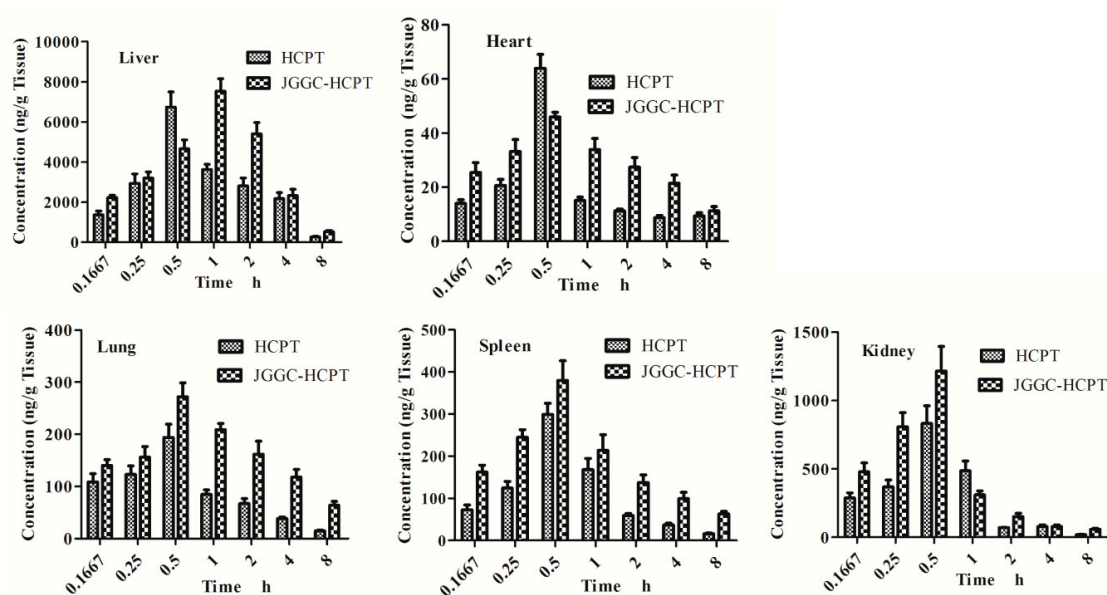 Liver
HCPT
JGGC-HCPT
Concentration (ng/g Tissue)
10000
8000
6000
4000
2000
0
0.1667 0.25 0.5 1 2 4 8
Time h
Heart
HCPT
JGGC-HCPT
Concentration (ng/g Tissue)
80
60
40
20
0
0.1667 0.25 0.5 1 2 4 8
Time h
Lung
HCPT
JGGC-HCPT
Concentration (ng/g Tissue)
400
300
200
100
0
0.1667 0.25 0.5 1 2 4 8
Time h
Spleen
HCPT
JGGC-HCPT
Concentration (ng/g Tissue)
500
400
300
200
100
0
0.1667 0.25 0.5 1 2 4 8
Time h
Kidney
HCPT
JGGC-HCPT
Concentration (ng/g Tissue)
1500
1000
500
0
0.1667 0.25 0.5 1 2 4 8
Time h